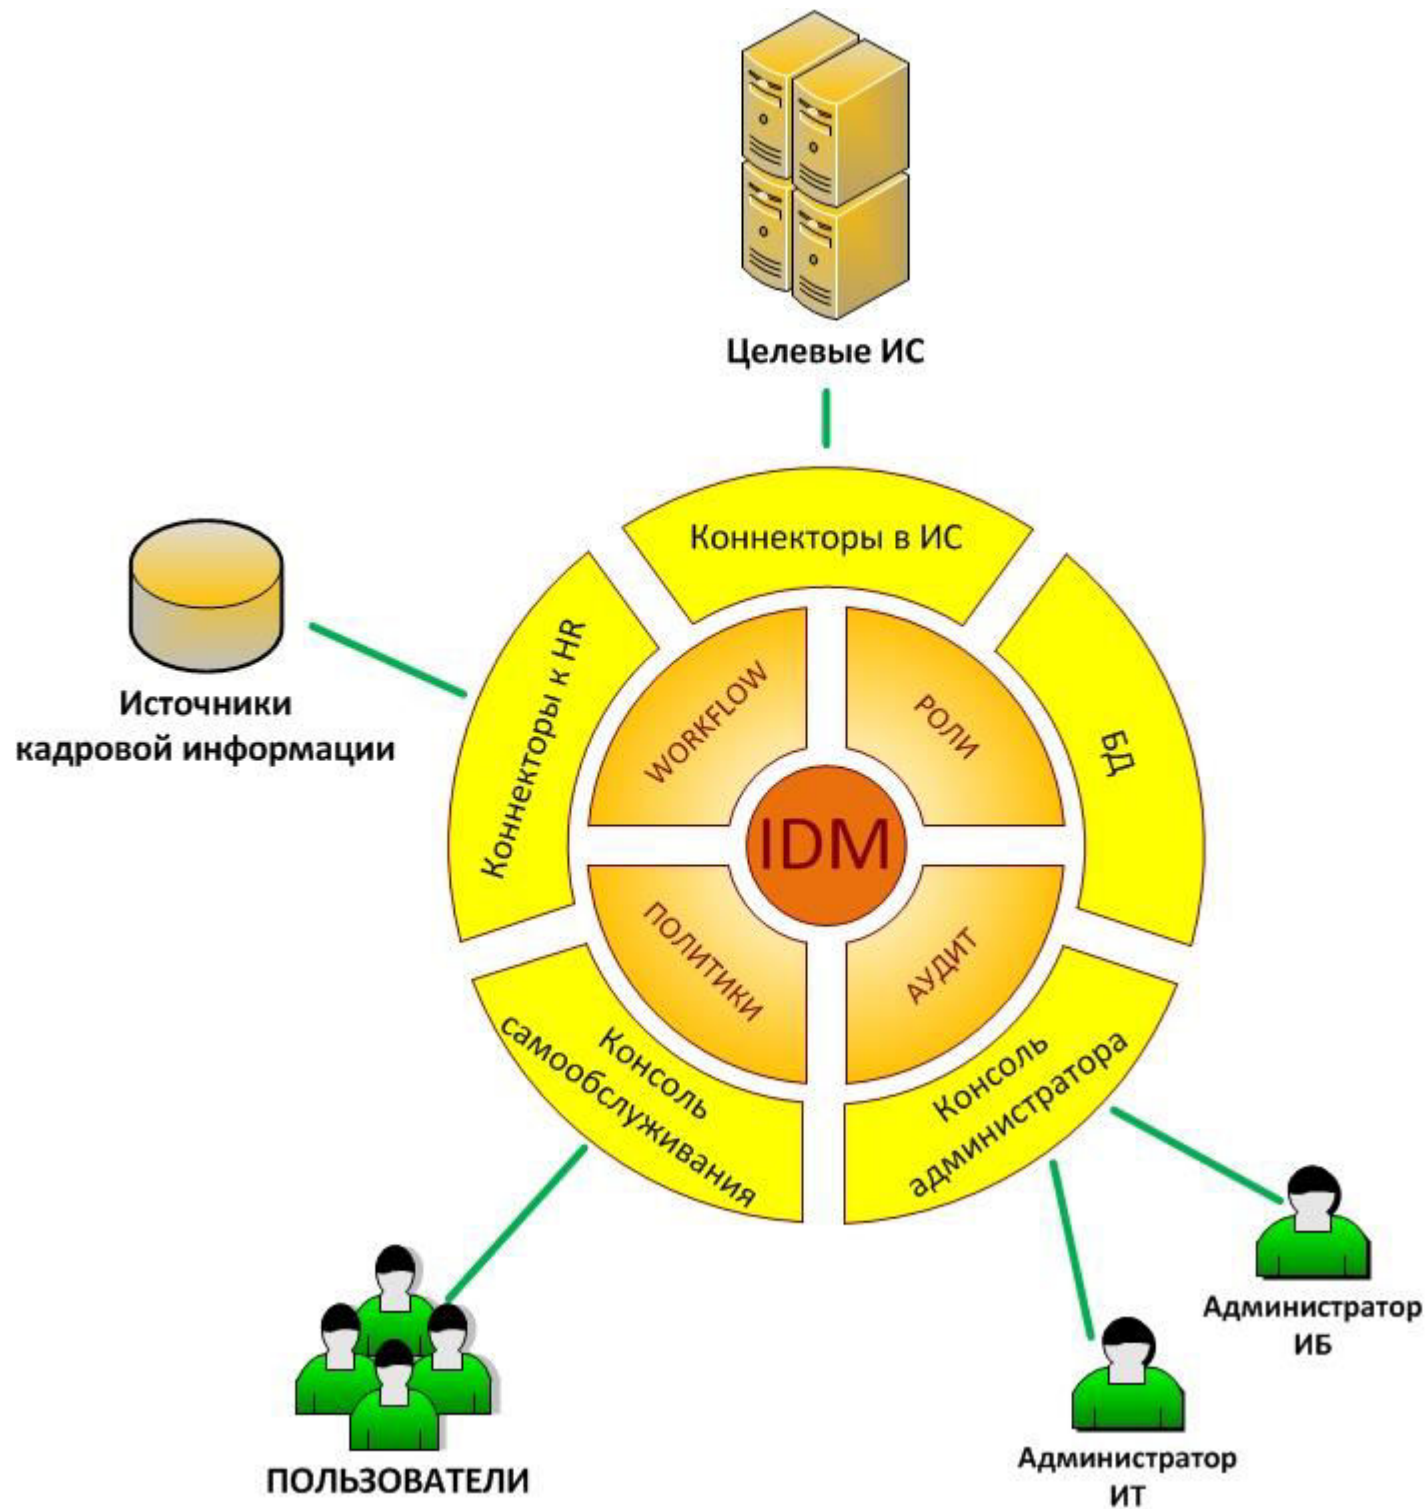 Целевые ИС
Коннекторы в ИС
Источники
кадровой информации
Коннекторы к HR
WORKFLOW
РОЛИ
БД
IDM
ПОЛИТИКИ
АУДИТ
Консоль
самообслуживания
Консоль
администратора
Администратор
ИБ
Администратор
ИТ
ПОЛЬЗОВАТЕЛИ